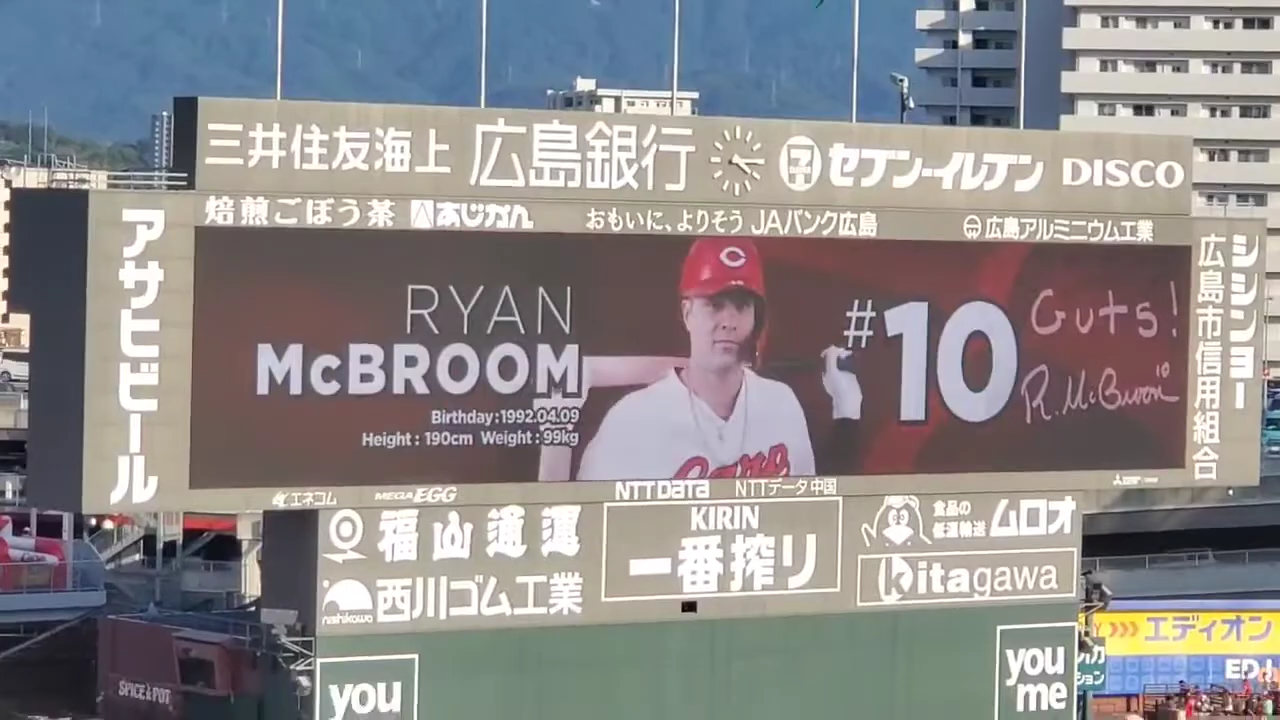 三井住友海上 広島銀行 セブン-イレブン DISCO
焙煎ごぼう茶 あじかん おもいに、よりそう JAバンク広島 広島アルミニウム工業
アサヒビール
RYAN
McBROOM
Birthday:1992.04.09
Height: 190cm Weight: 99kg
C
#10
Guts!
R. McBroom 10
シシンヨー
広島市信用組合
エネコム MEGA EGG NTT DATA NTTデータ中国
福山通運
nishikawa 西川ゴム工業
KIRIN
一番搾り
食品の
低温輸送 ムロオ
kitagawa
you
you
me
エディオン
EDI
SPICE & POT